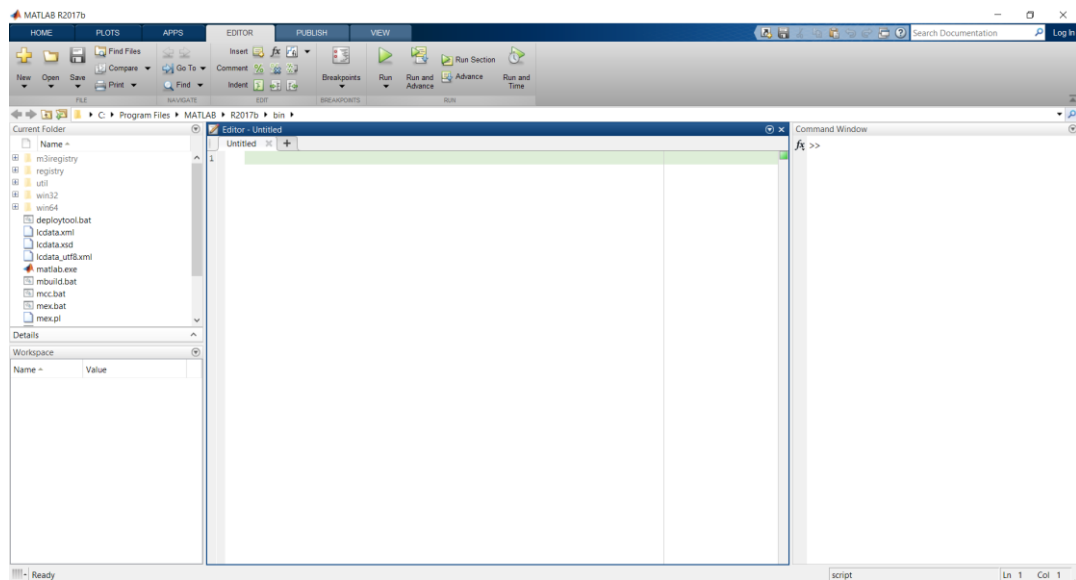 MATLAB R2017b
HOME PLOTS APPS EDITOR PUBLISH VIEW Search Documentation Log In
New Open Save Find Files Compare Print
Go To Find
Insert fx Comment Indent
Breakpoints
Run Run and Advance Run Section Advance Run and Time
FILE NAVIGATE EDIT BREAKPOINTS RUN
C: Program Files MATLAB R2017b bin
Current Folder
Name
m3iregistry
registry
util
win32
win64
deploytool.bat
lcdata.xml
lcdata.xsd
lcdata_utf8.xml
matlab.exe
mbuild.bat
mcc.bat
mex.bat
mex.pl
Details
Workspace
Name Value
Editor - Untitled
Untitled
1
Command Window
fx >>
Ready script Ln 1 Col 1